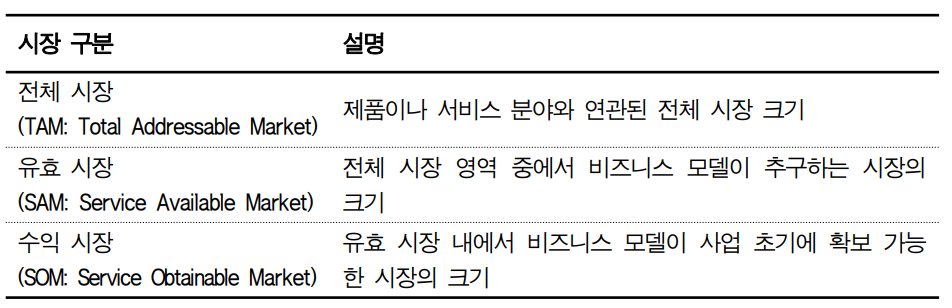 시장 구분 설명
전체 시장
(TAM: Total Addressable Market)
제품이나 서비스 분야와 연관된 전체 시장 크기
유효 시장
(SAM: Service Available Market)
전체 시장 영역 중에서 비즈니스 모델이 추구하는 시장의
크기
수익 시장
(SOM: Service Obtainable Market)
유효 시장 내에서 비즈니스 모델이 사업 초기에 확보 가능
한 시장의 크기